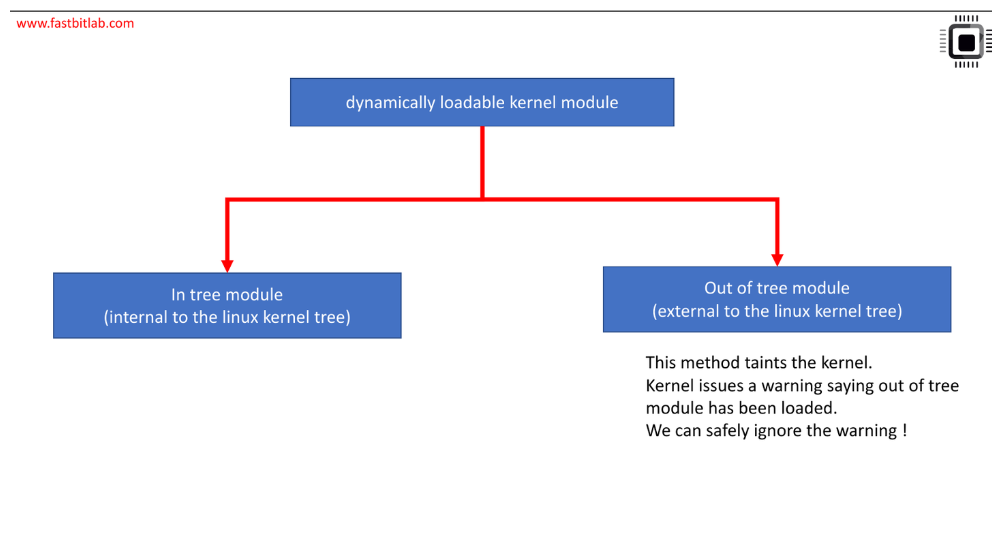 www.fastbitlab.com
dynamically loadable kernel module
In tree module
(internal to the linux kernel tree)
Out of tree module
(external to the linux kernel tree)
This method taints the kernel.
Kernel issues a warning saying out of tree
module has been loaded.
We can safely ignore the warning !